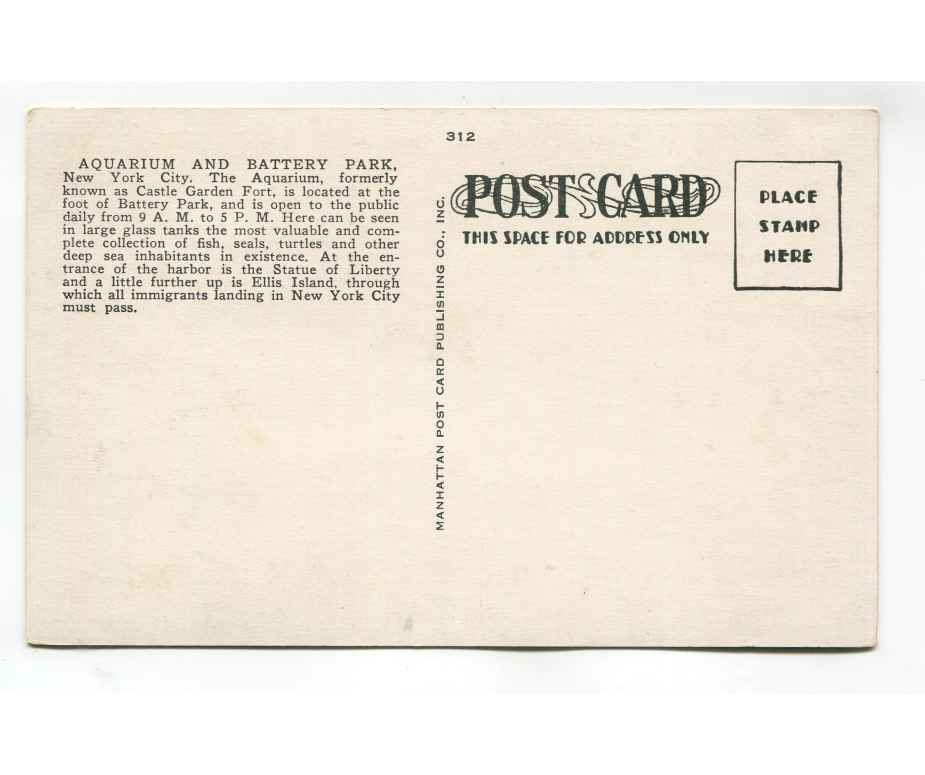 312
AQUARIUM AND BATTERY PARK,
New York City. The Aquarium, formerly
known as Castle Garden Fort, is located at the
foot of Battery Park, and is open to the public
daily from 9 A. M. to 5 P. M. Here can be seen
in large glass tanks the most valuable and com-
plete collection of fish, seals, turtles and other
deep sea inhabitants in existence. At the en-
trance of the harbor is the Statue of Liberty
and a little further up is Ellis Island, through
which all immigrants landing in New York City
must pass.
MANHATTAN POST CARD PUBLISHING CO., INC.
POST CARD
THIS SPACE FOR ADDRESS ONLY
PLACE
STAMP
HERE